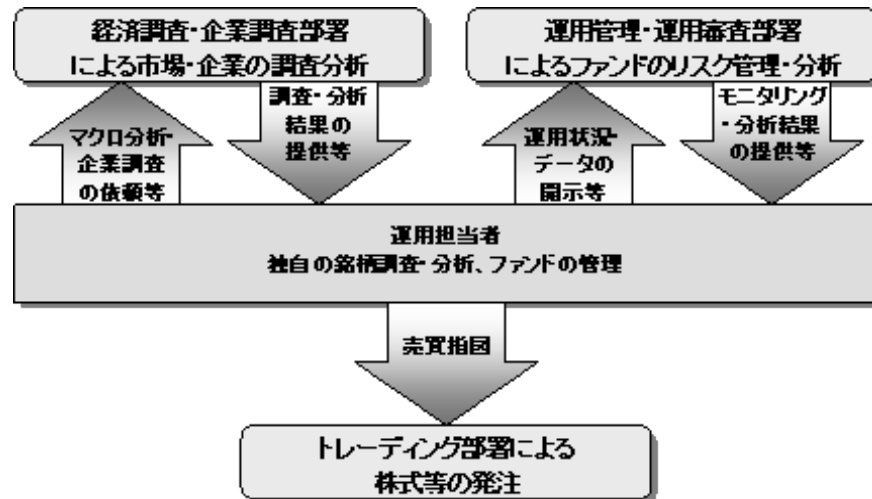 経済調査・企業調査部署
による市場・企業の調査分析
運用管理・運用審査部署
によるファンドのリスク管理・分析
マクロ分析・
企業調査
の依頼等
調査・分析
結果の
提供等
運用状況・
データの
開示等
モニタリング
・分析結果
の提供等
運用担当者
独自の銘柄調査・分析、ファンドの管理
売買指図
トレーディング部署による
株式等の発注